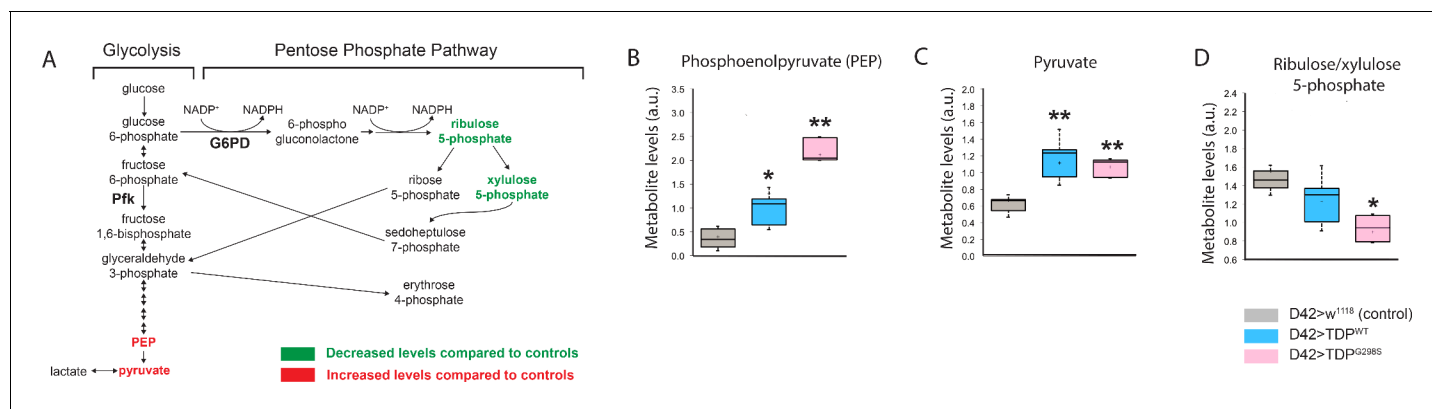 A
Glycolysis
Pentose Phosphate Pathway
glucose
NADP⁺
NADPH
NADP⁺
NADPH
glucose
6-phosphate
G6PD
6-phospho
gluconolactone
ribulose
5-phosphate
fructose
6-phosphate
ribose
5-phosphate
xylulose
5-phosphate
Pfk
fructose
1,6-bisphosphate
sedoheptulose
7-phosphate
glyceraldehyde
3-phosphate
erythrose
4-phosphate
PEP
lactate
pyruvate
Decreased levels compared to controls
Increased levels compared to controls
B
Phosphoenolpyruvate (PEP)
Metabolite levels (a.u.)
3.5
3.0
2.5
2.0
1.5
1.0
0.5
0.0
*
**
C
Pyruvate
Metabolite levels (a.u.)
2.0
1.8
1.6
1.4
1.2
1.0
0.8
0.6
0.4
0.2
0.0
**
**
D
Ribulose/xylulose
5-phosphate
Metabolite levels (a.u.)
2.4
2.2
2.0
1.8
1.6
1.4
1.2
1.0
0.8
0.6
*
D42>w¹¹¹⁸ (control)
D42>TDPᵂᵀ
D42>TDPᴳ²⁹⁸ˢ